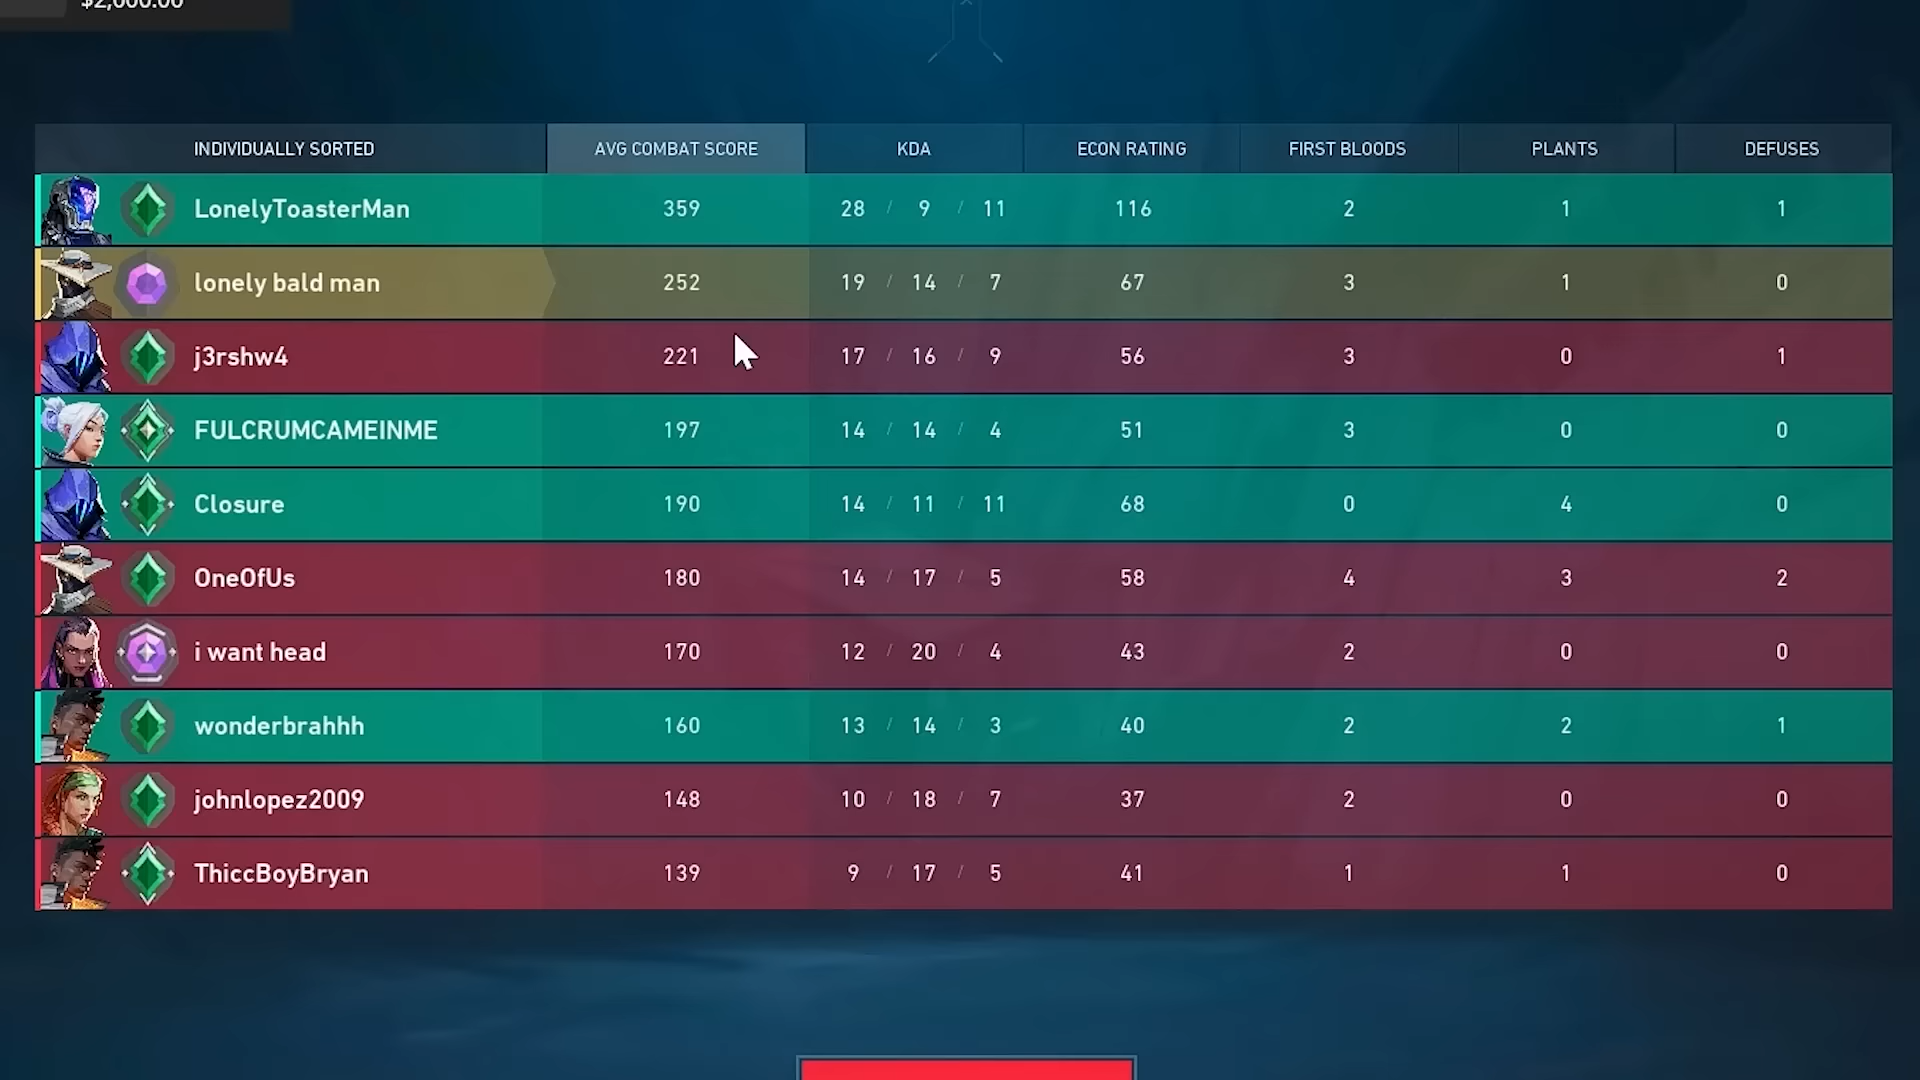 $2,000.00
INDIVIDUALLY SORTED AVG COMBAT SCORE KDA ECON RATING FIRST BLOODS PLANTS DEFUSES
LonelyToasterMan 359 28 / 9 / 11 116 2 1 1
lonely bald man 252 19 / 14 / 7 67 3 1 0
j3rshw4 221 17 / 16 / 9 56 3 0 1
FULCRUMCAMEINME 197 14 / 14 / 4 51 3 0 0
Closure 190 14 / 11 / 11 68 0 4 0
OneOfUs 180 14 / 17 / 5 58 4 3 2
i want head 170 12 / 20 / 4 43 2 0 0
wonderbrahhh 160 13 / 14 / 3 40 2 2 1
johnlopez2009 148 10 / 18 / 7 37 2 0 0
ThiccBoyBryan 139 9 / 17 / 5 41 1 1 0